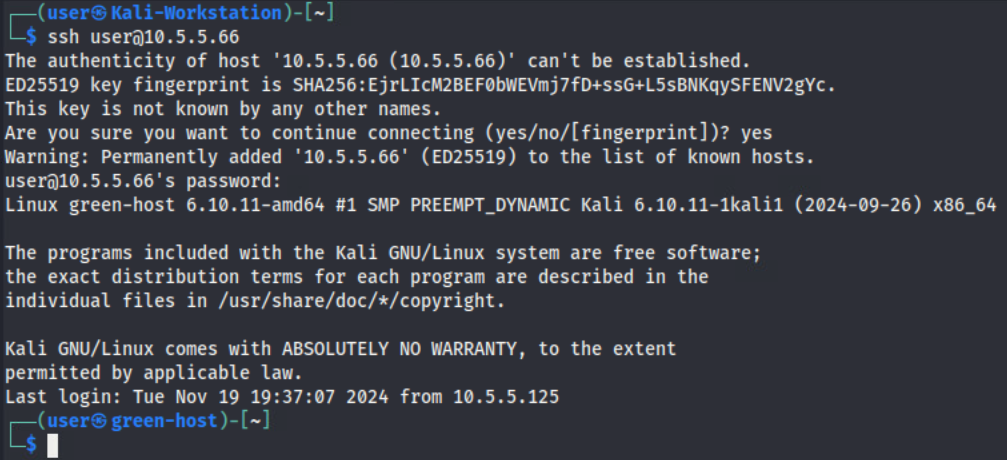 ┌──(user㉿Kali-Workstation)-[~]
└─$ ssh user@10.5.5.66
The authenticity of host '10.5.5.66 (10.5.5.66)' can't be established.
ED25519 key fingerprint is SHA256:EjrLIcM2BEF0bWEVmj7fD+ssG+L5sBNKqySFENV2gYc.
This key is not known by any other names.
Are you sure you want to continue connecting (yes/no/[fingerprint])? yes
Warning: Permanently added '10.5.5.66' (ED25519) to the list of known hosts.
user@10.5.5.66's password:
Linux green-host 6.10.11-amd64 #1 SMP PREEMPT_DYNAMIC Kali 6.10.11-1kali1 (2024-09-26) x86_64
The programs included with the Kali GNU/Linux system are free software;
the exact distribution terms for each program are described in the
individual files in /usr/share/doc/*/copyright.
Kali GNU/Linux comes with ABSOLUTELY NO WARRANTY, to the extent
permitted by applicable law.
Last login: Tue Nov 19 19:37:07 2024 from 10.5.5.125
┌──(user㉿green-host)-[~]
└─$